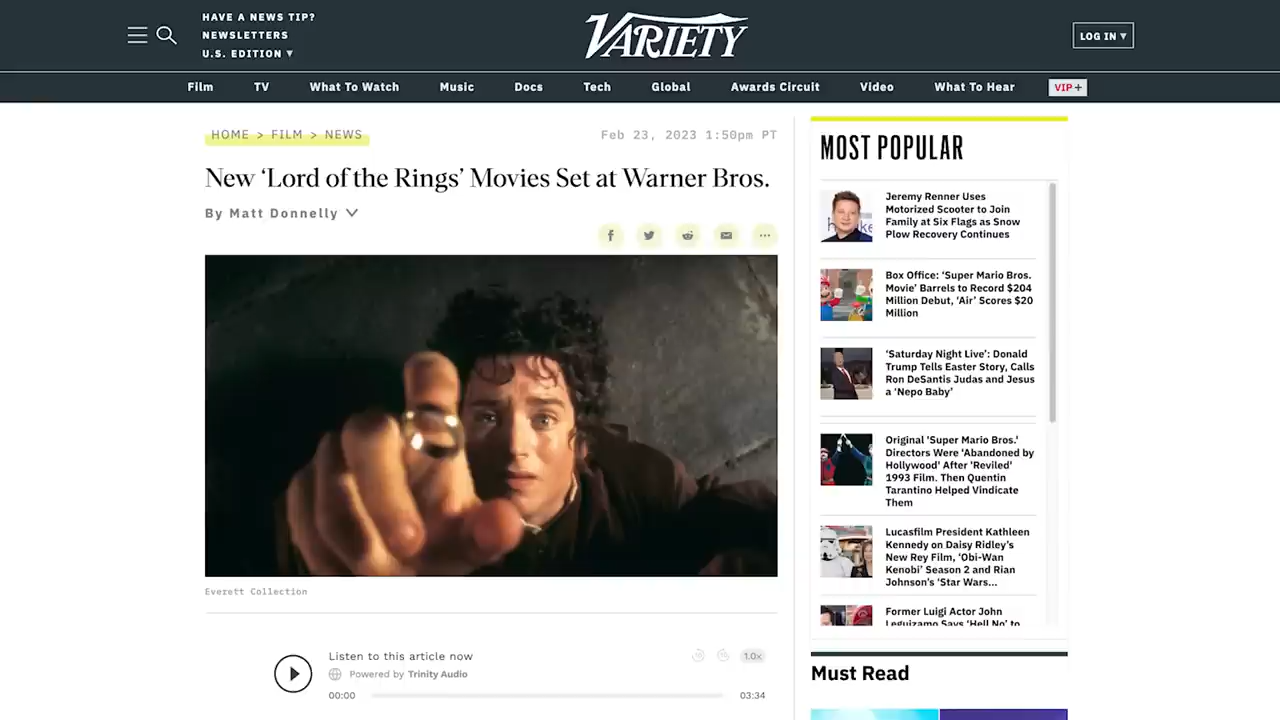 HAVE A NEWS TIP?
NEWSLETTERS
U.S. EDITION ▾
VARIETY
LOG IN ▾
Film
TV
What To Watch
Music
Docs
Tech
Global
Awards Circuit
Video
What To Hear
VIP+
HOME > FILM > NEWS
Feb 23, 2023 1:50pm PT
New ‘Lord of the Rings’ Movies Set at Warner Bros.
By Matt Donnelly
Everett Collection
Listen to this article now
1.0x
Powered by Trinity Audio
00:00
03:34
MOST POPULAR
Jeremy Renner Uses
Motorized Scooter to Join
Family at Six Flags as Snow
Plow Recovery Continues
Box Office: ‘Super Mario Bros.
Movie’ Barrels to Record $204
Million Debut, ‘Air’ Scores $20
Million
‘Saturday Night Live’: Donald
Trump Tells Easter Story, Calls
Ron DeSantis Judas and Jesus
a ‘Nepo Baby’
Original 'Super Mario Bros.'
Directors Were 'Abandoned by
Hollywood' After 'Reviled'
1993 Film. Then Quentin
Tarantino Helped Vindicate
Them
Lucasfilm President Kathleen
Kennedy on Daisy Ridley’s
New Rey Film, ‘Obi-Wan
Kenobi’ Season 2 and Rian
Johnson’s ‘Star Wars...
Former Luigi Actor John
Leguizamo Says ‘Hell No’ to
Must Read